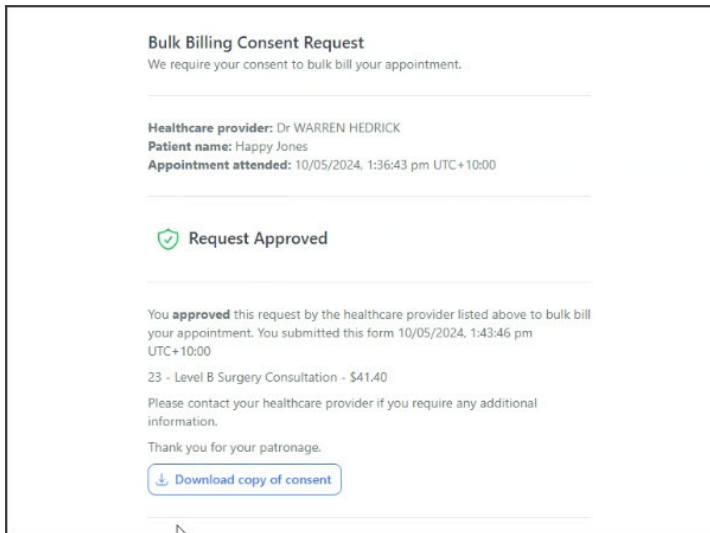 Bulk Billing Consent Request
We require your consent to bulk bill your appointment.
Healthcare provider: Dr WARREN HEDRICK
Patient name: Happy Jones
Appointment attended: 10/05/2024, 1:36:43 pm UTC+10:00
Request Approved
You approved this request by the healthcare provider listed above to bulk bill
your appointment. You submitted this form 10/05/2024, 1:43:46 pm
UTC+10:00
23 - Level B Surgery Consultation - $41.40
Please contact your healthcare provider if you require any additional
information.
Thank you for your patronage.
Download copy of consent